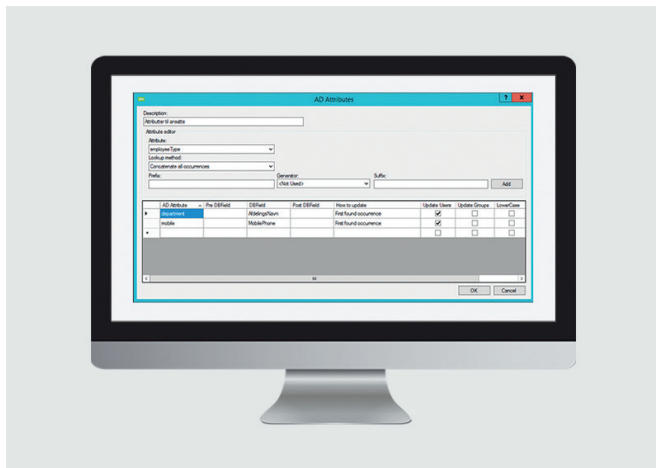 AD Attributes
? X
Description:
Attributter til ansatte
Attribute editor
Attribute:
employeeType
Lookup method:
Concatenate all occurrences
Prefix: Generator: Suffix:
<Not Used> Add
AD Attribute Pre DBField DBField Post DBField How to update Update Users Update Groups LowerCase
department AfdelingsNavn First found occurrence
mobile MobilePhone First found occurrence
OK Cancel